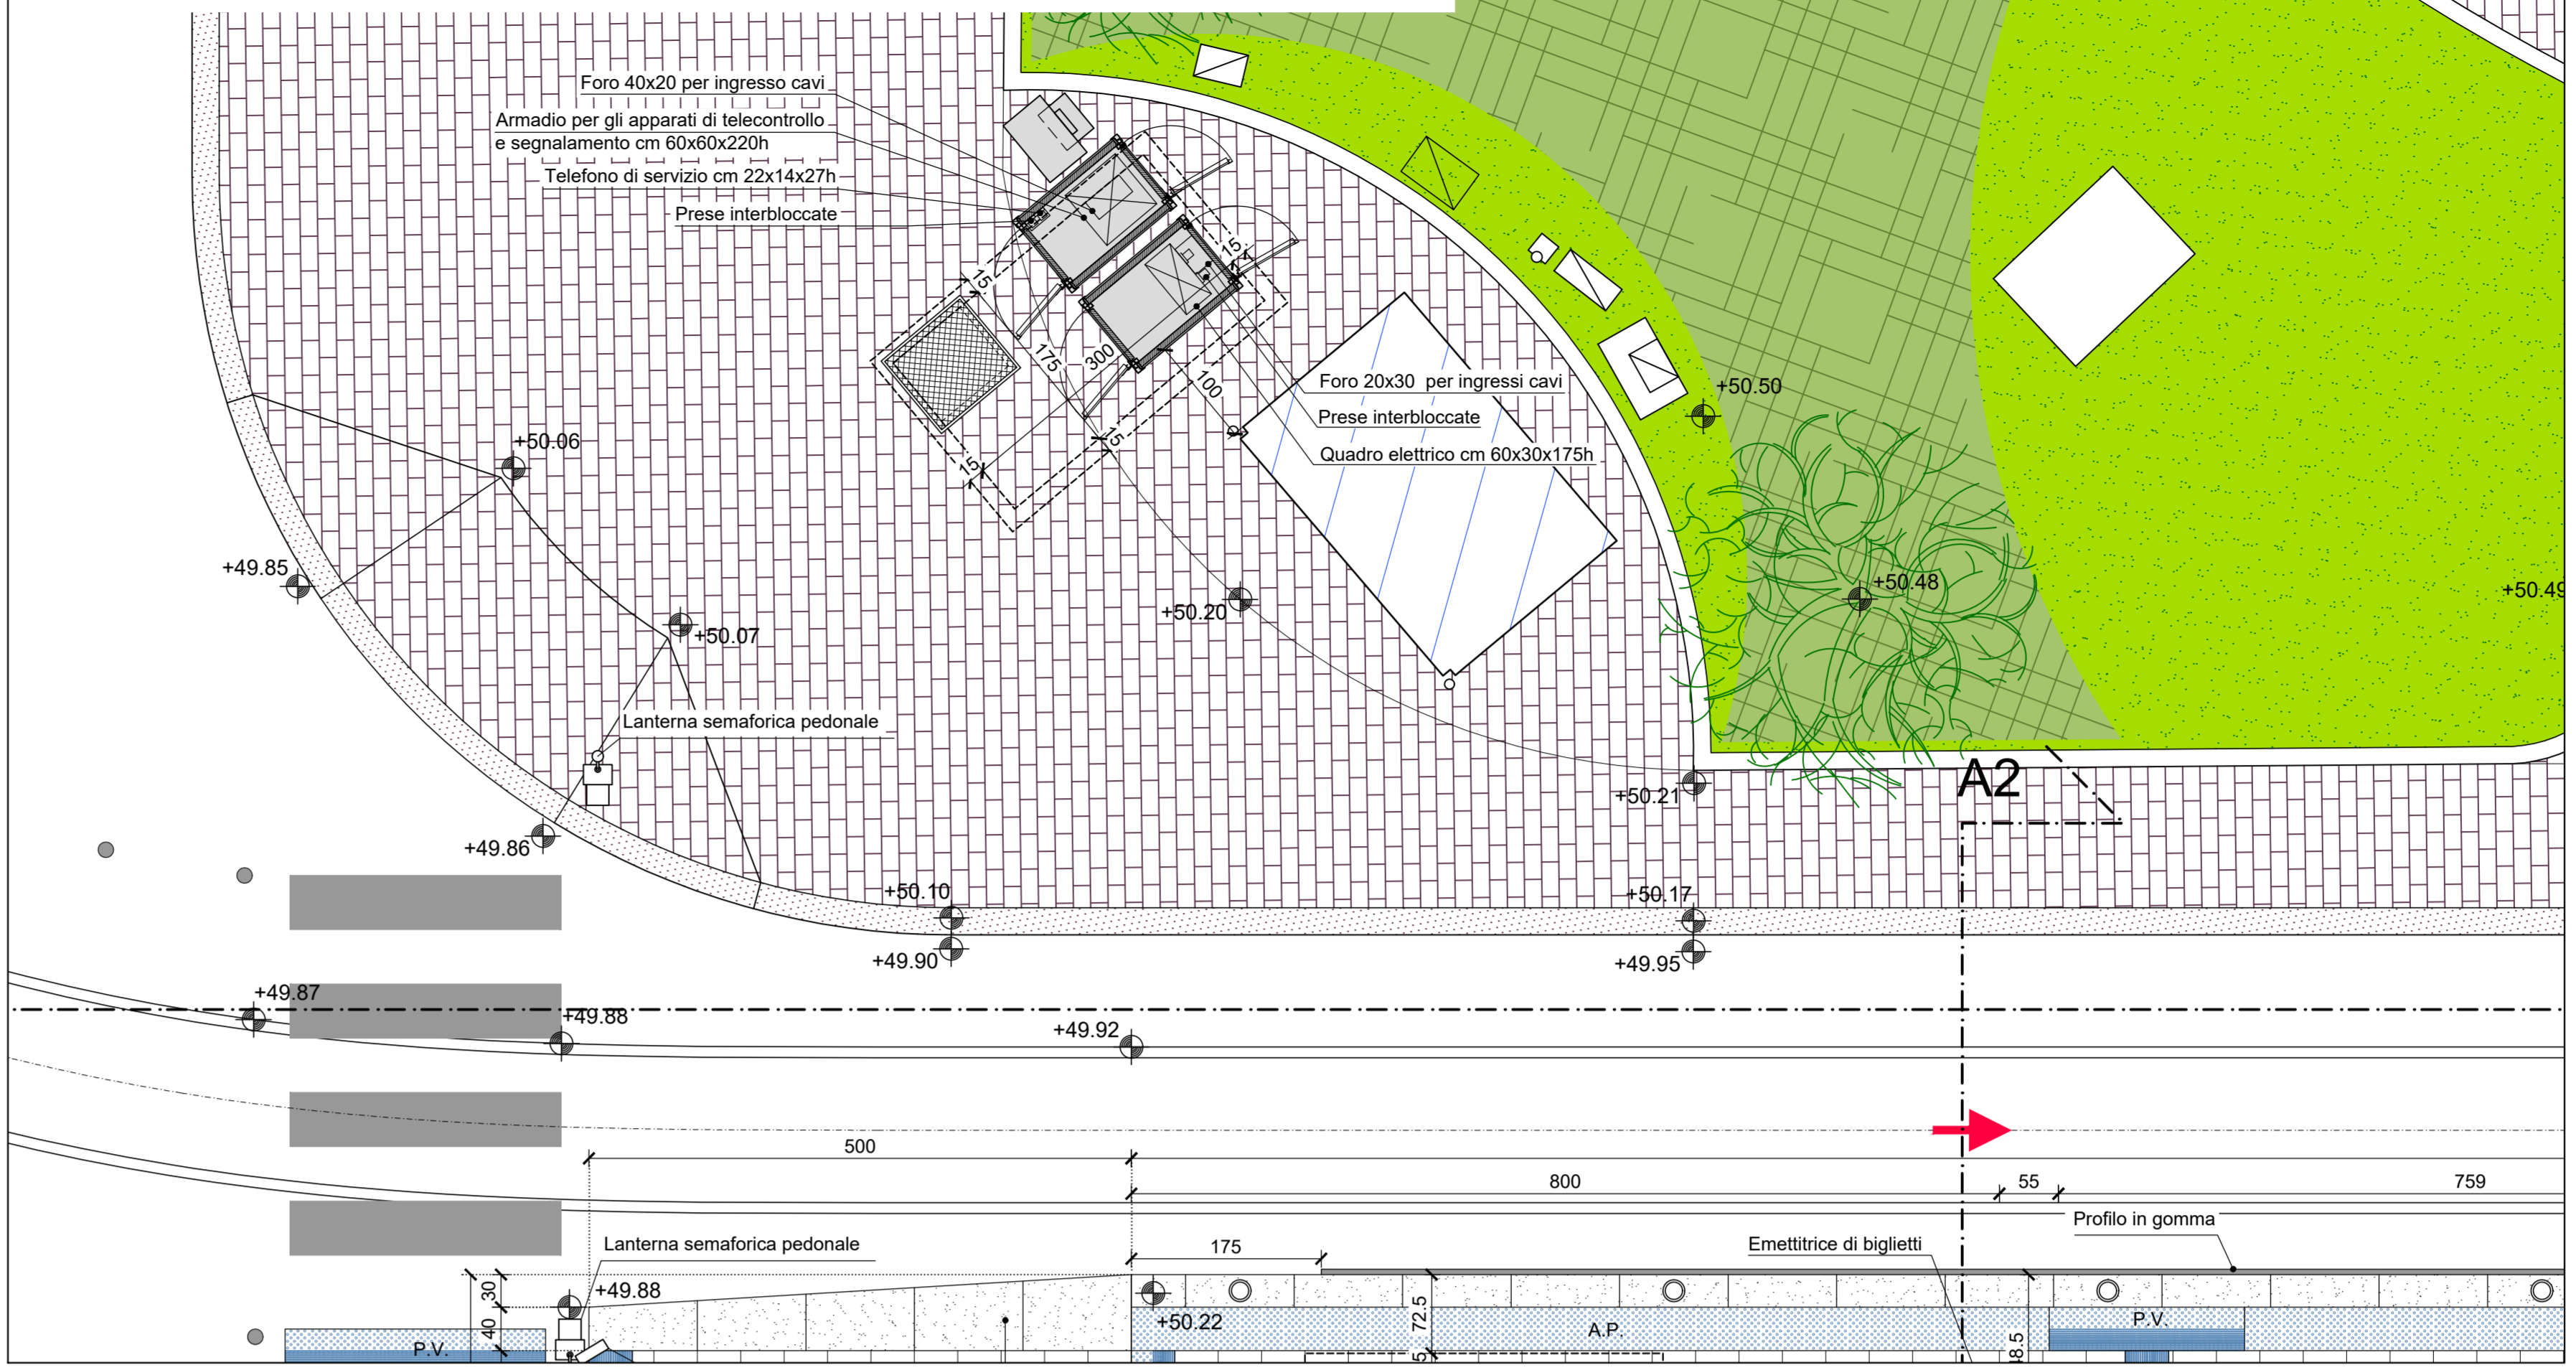 Foro 40x20 per ingresso cavi
Armadio per gli apparati di telecontrollo
e segnalamento cm 60x60x220h
Telefono di servizio cm 22x14x27h
Prese interbloccate
15
15
175
300
100
15
15
Foro 20x30 per ingressi cavi
Prese interbloccate
Quadro elettrico cm 60x30x175h
+50.50
+50.06
+49.85
+50.07
+50.20
+50.48
+50.49
Lanterna semaforica pedonale
+49.86
+50.21
A2
+50.10
+50.17
+49.90
+49.95
+49.87
+49.88
+49.92
500
800
55
759
Profilo in gomma
Lanterna semaforica pedonale
175
Emettitrice di biglietti
30
+49.88
40
+50.22
72.5
A.P.
P.V.
P.V.
5